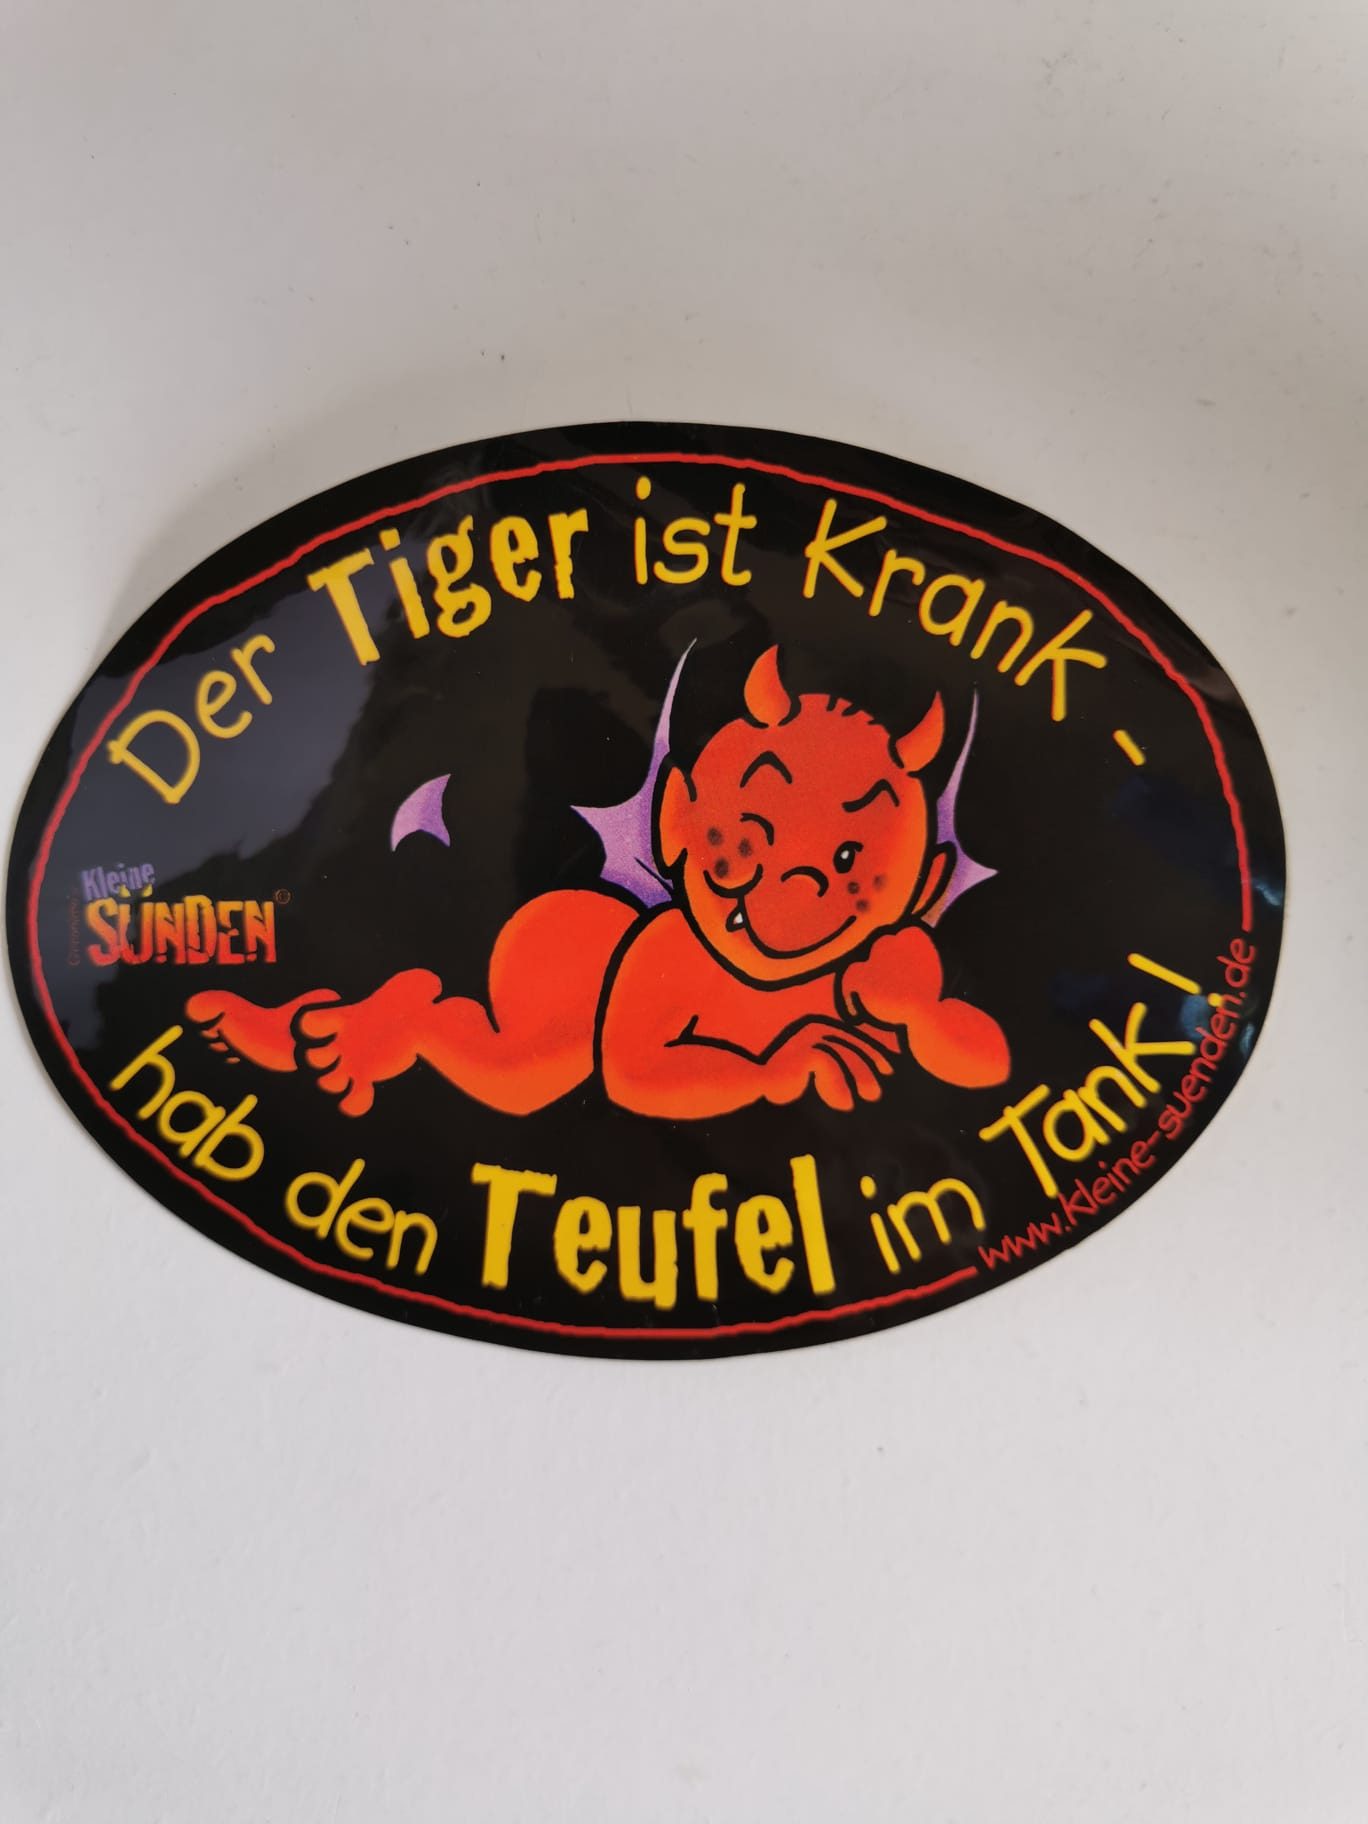 Der Tiger ist Krank -
Kleine
SÜNDEN©
hab den Teufel im Tank!
www.kleine-suenden.de